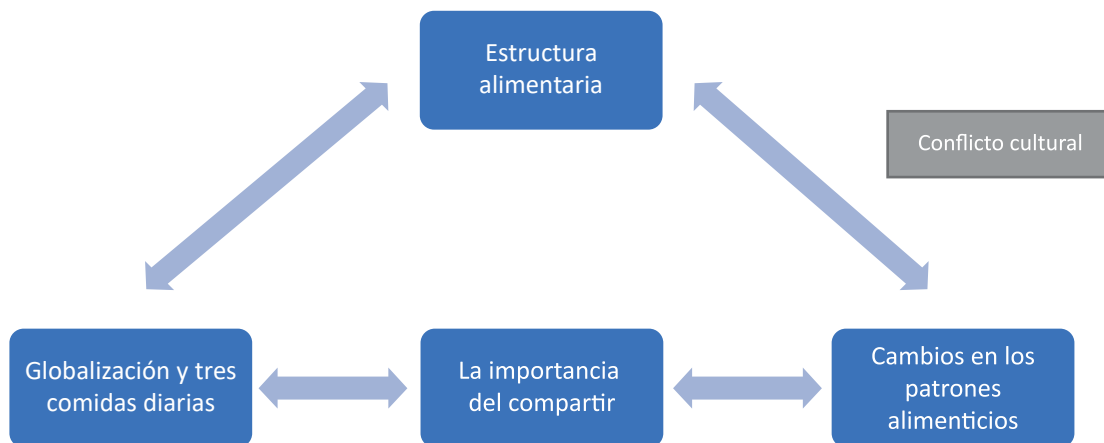 Estructura
alimentaria
Conflicto cultural
Globalización y tres
comidas diarias
La importancia
del compartir
Cambios en los
patrones
alimenticios